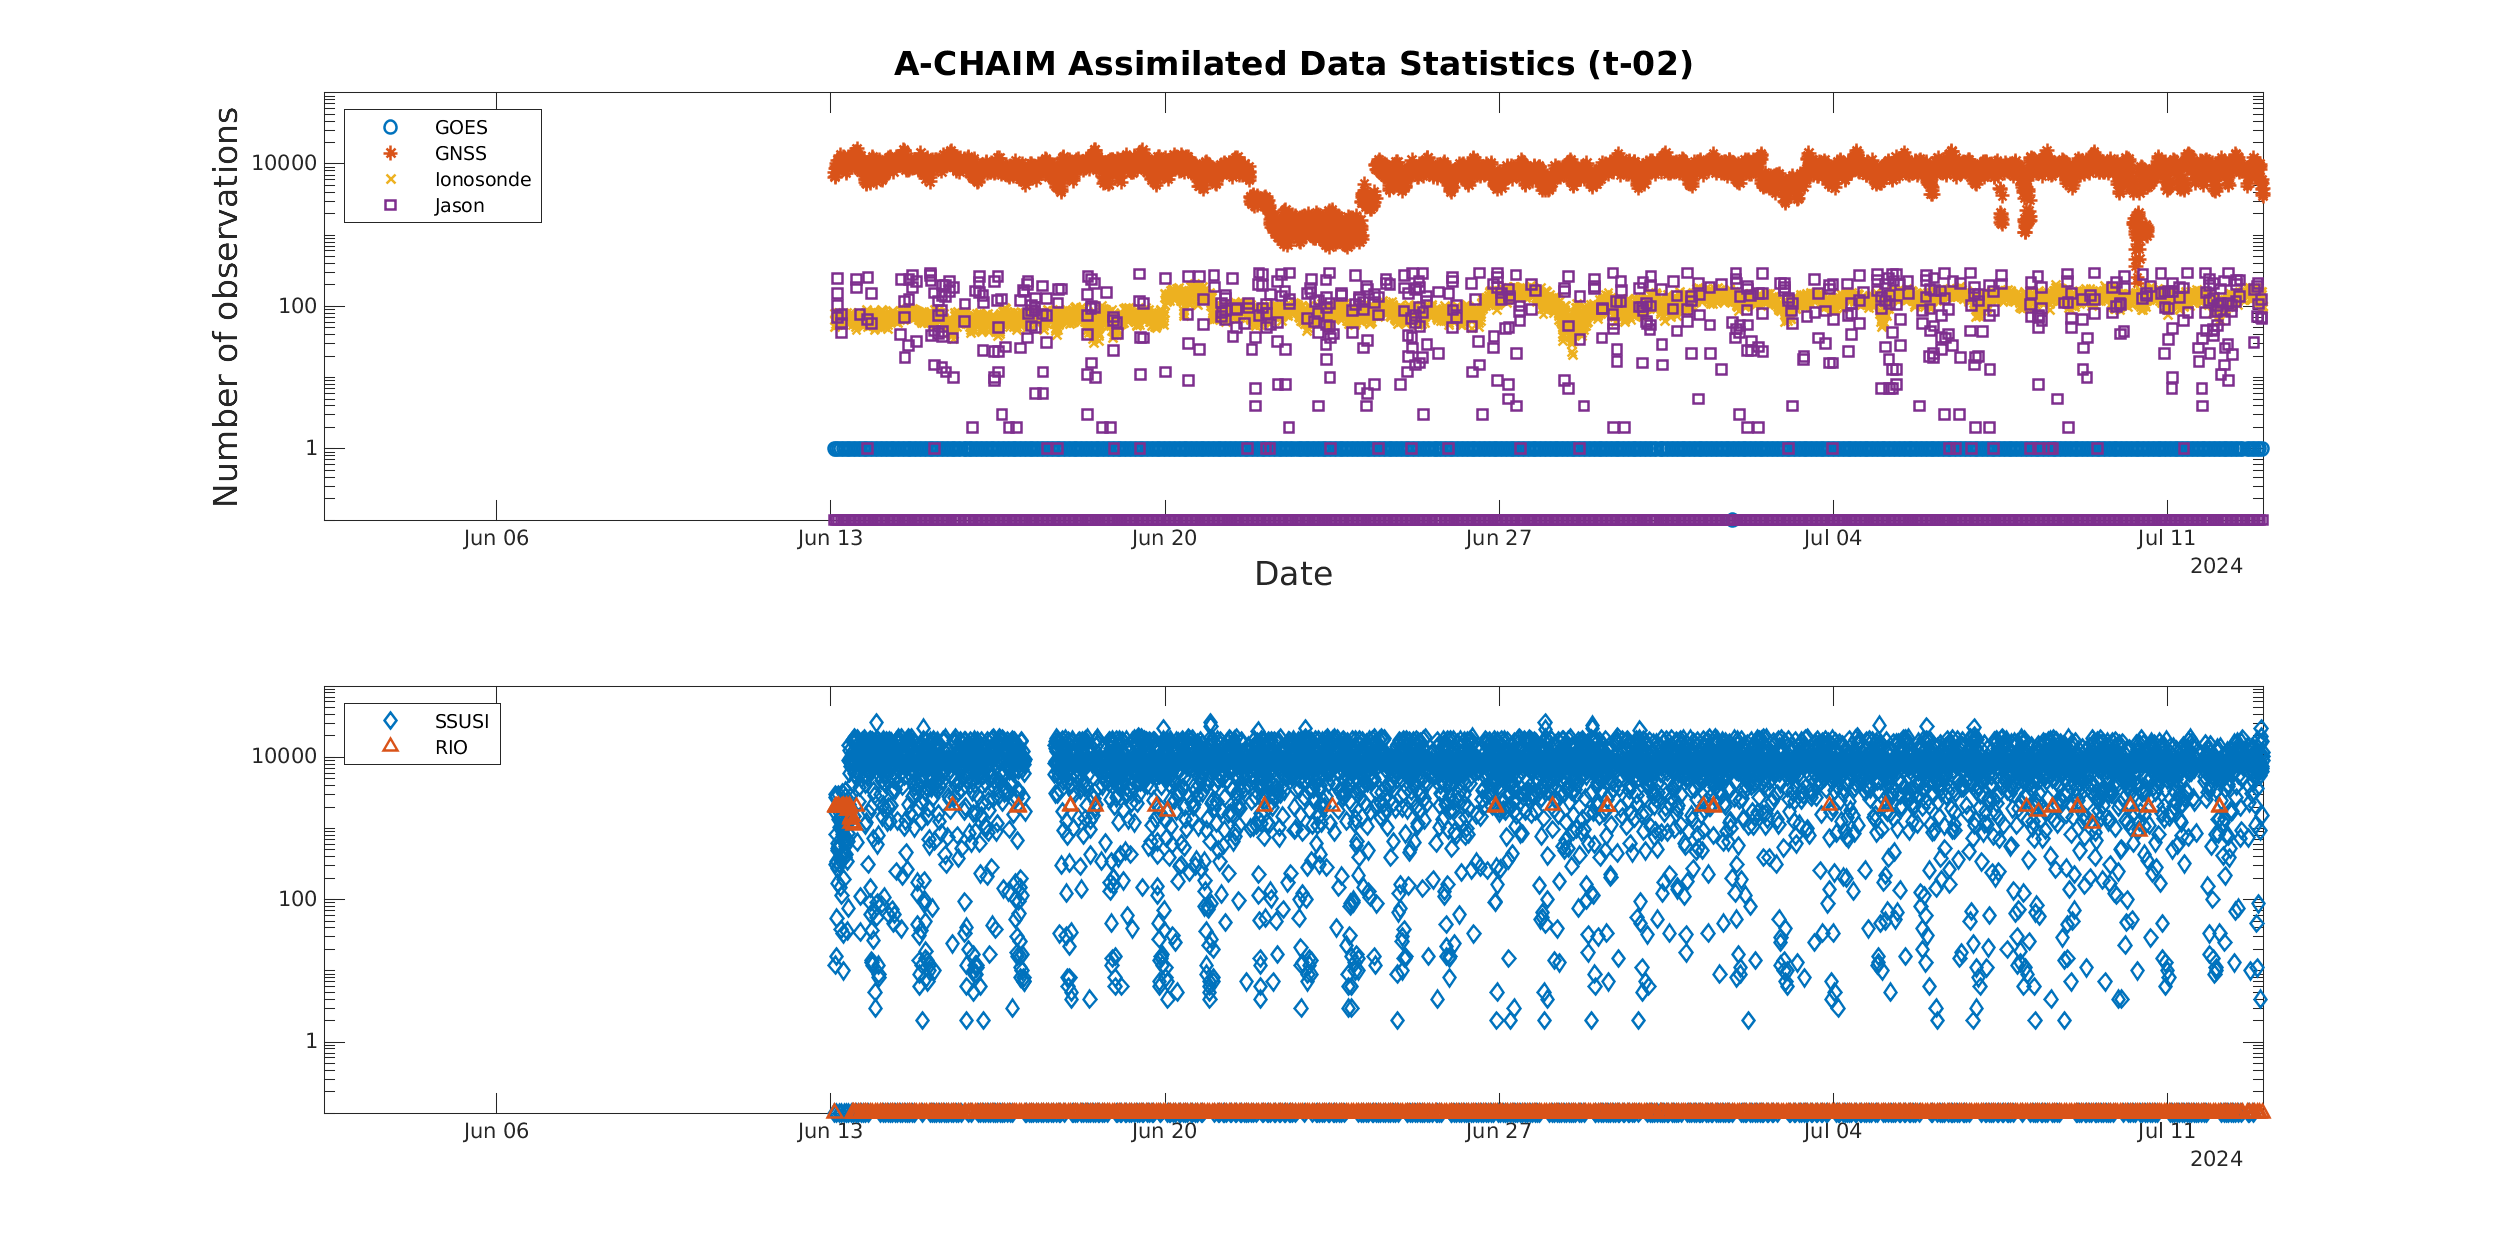 A-CHAIM Assimilated Data Statistics (t-02)
Number of observations
10000
100
1
GOES
GNSS
Ionosonde
Jason
Jun 06
Jun 13
Jun 20
Jun 27
Jul 04
Jul 11
2024
Date
10000
100
1
SSUSI
RIO
Jun 06
Jun 13
Jun 20
Jun 27
Jul 04
Jul 11
2024